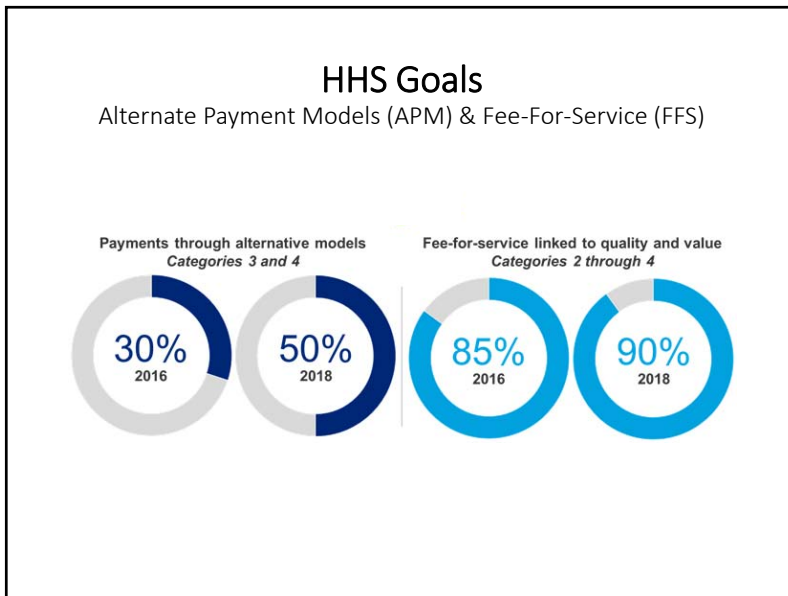 HHS Goals
Alternate Payment Models (APM) & Fee-For-Service (FFS)
Payments through alternative models
Categories 3 and 4
30%
2016
50%
2018
Fee-for-service linked to quality and value
Categories 2 through 4
85%
2016
90%
2018